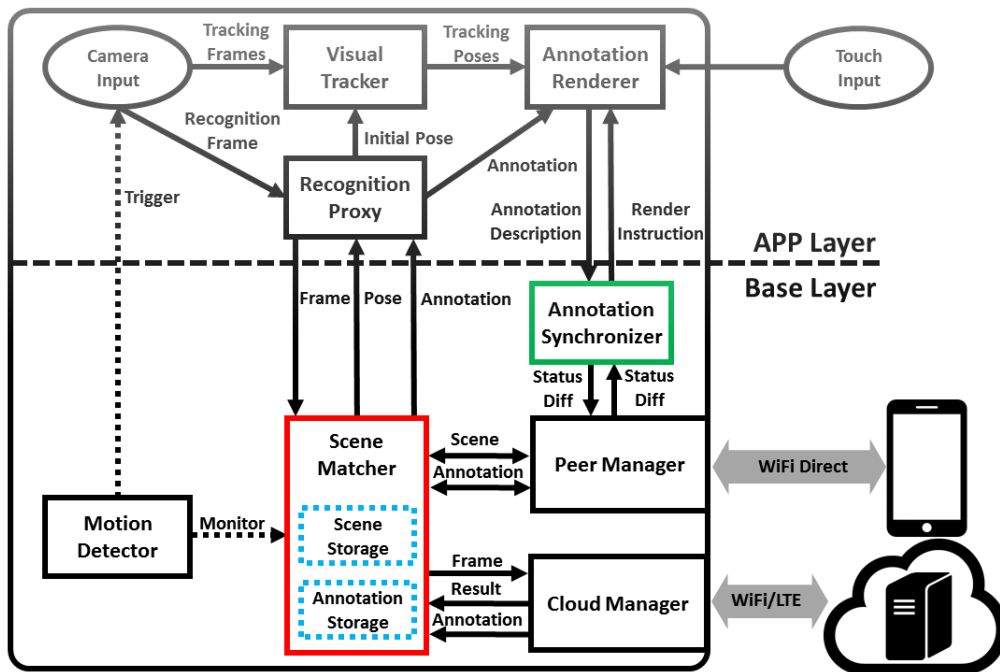 Camera
Input
Tracking
Frames
Visual
Tracker
Tracking
Poses
Annotation
Renderer
Touch
Input
Recognition
Frame
Initial Pose
Annotation
Recognition
Proxy
Trigger
Annotation
Description
Render
Instruction
APP Layer
Base Layer
Frame
Pose
Annotation
Annotation
Synchronizer
Status
Diff
Status
Diff
Scene
Matcher
Scene
Annotation
Peer Manager
WiFi Direct
Motion
Detector
Monitor
Scene
Storage
Annotation
Storage
Frame
Result
Annotation
Cloud Manager
WiFi/LTE